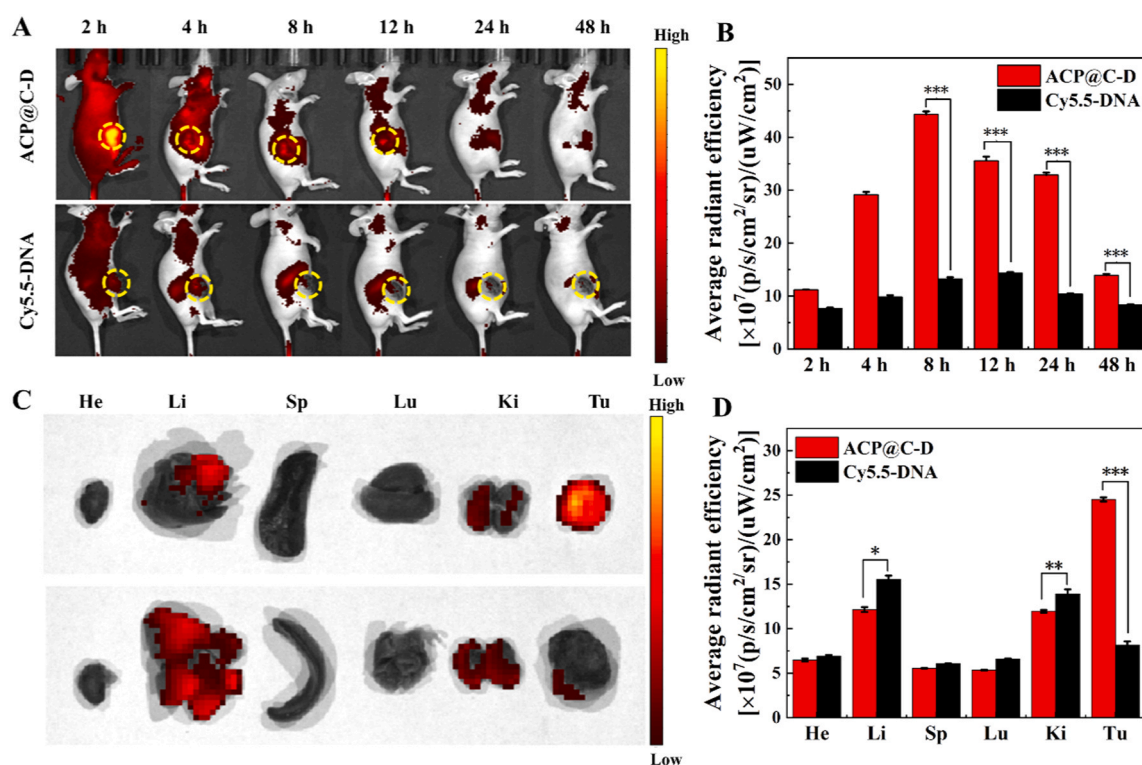 A
2 h 4 h 8 h 12 h 24 h 48 h
ACP@C-D
Cy5.5-DNA
High
Low
B
Average radiant efficiency
[×10⁷(p/s/cm²/sr)/(uW/cm²)]
50
40
30
20
10
0
ACP@C-D
Cy5.5-DNA
***
***
***
***
2 h 4 h 8 h 12 h 24 h 48 h
C
He Li Sp Lu Ki Tu
High
Low
D
Average radiant efficiency
[×10⁷(p/s/cm²/sr)/(uW/cm²)]
30
25
20
15
10
5
0
ACP@C-D
Cy5.5-DNA
*
**
***
He Li Sp Lu Ki Tu